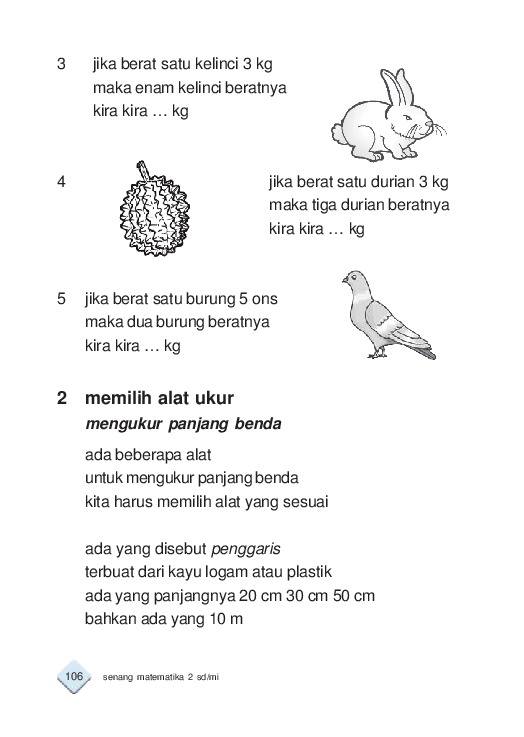 3 jika berat satu kelinci 3 kg
maka enam kelinci beratnya
kira kira … kg
4 jika berat satu durian 3 kg
maka tiga durian beratnya
kira kira … kg
5 jika berat satu burung 5 ons
maka dua burung beratnya
kira kira … kg
2 memilih alat ukur
mengukur panjang benda
ada beberapa alat
untuk mengukur panjang benda
kita harus memilih alat yang sesuai
ada yang disebut penggaris
terbuat dari kayu logam atau plastik
ada yang panjangnya 20 cm 30 cm 50 cm
bahkan ada yang 10 m
106 senang matematika 2 sd/mi